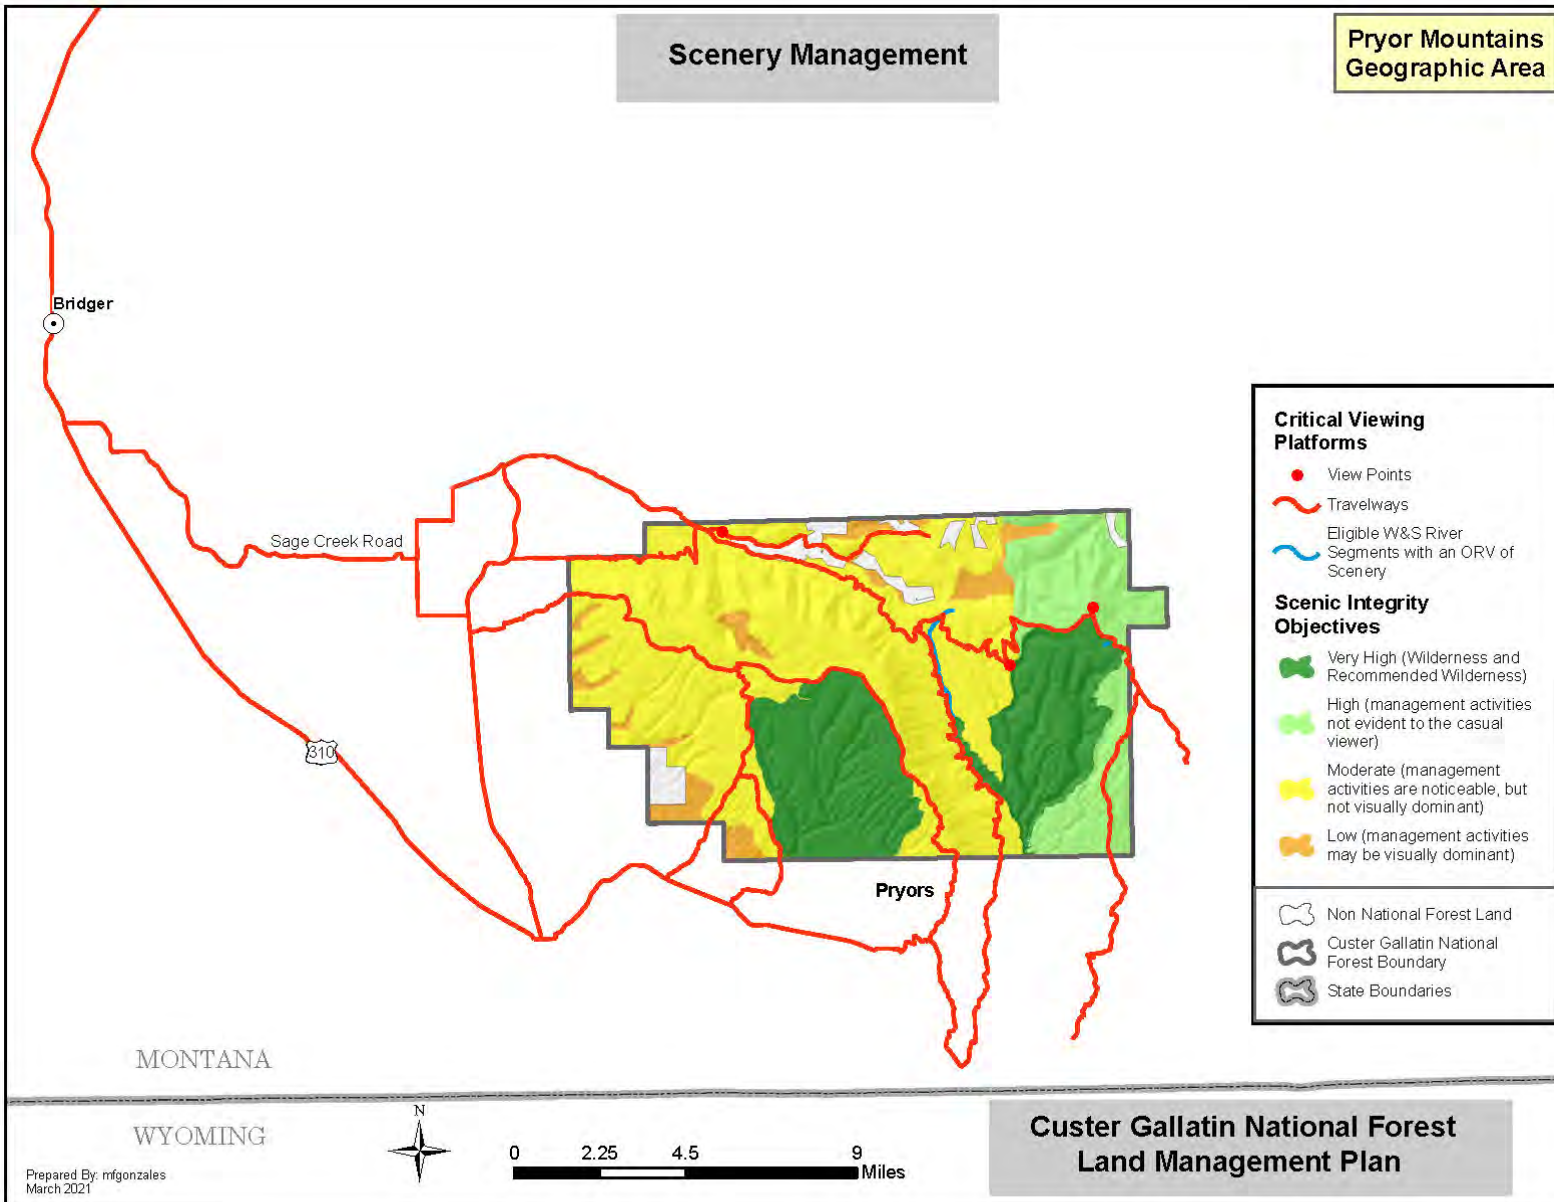 Scenery Management
Pryor Mountains
Geographic Area
Bridger
Sage Creek Road
310
Pryors
Critical Viewing
Platforms
View Points
Travelways
Eligible W&S River
Segments with an ORV of
Scenery
Scenic Integrity
Objectives
Very High (Wilderness and
Recommended Wilderness)
High (management activities
not evident to the casual
viewer)
Moderate (management
activities are noticeable, but
not visually dominant)
Low (management activities
may be visually dominant)
Non National Forest Land
Custer Gallatin National
Forest Boundary
State Boundaries
MONTANA
WYOMING
N
0 2.25 4.5 9
Miles
Custer Gallatin National Forest
Land Management Plan
Prepared By: mfgonzales
March 2021